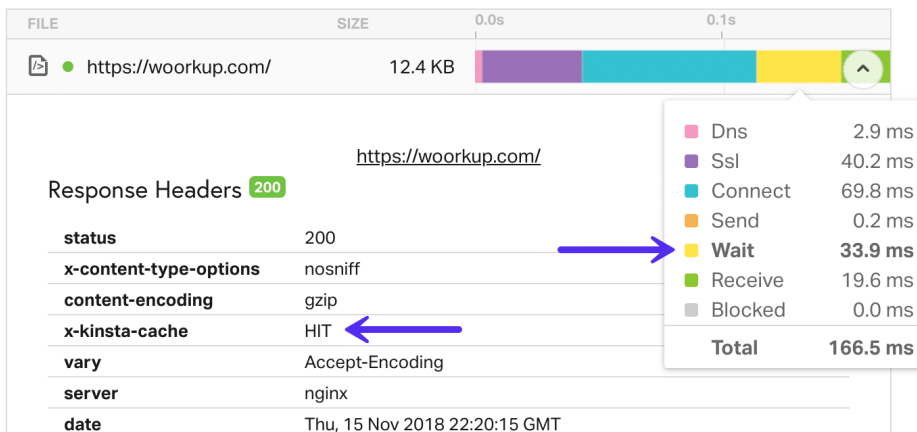 FILE SIZE 0.0s 0.1s
https://woorkup.com/ 12.4 KB
Dns 2.9 ms
Ssl 40.2 ms
Connect 69.8 ms
Send 0.2 ms
Wait 33.9 ms
Receive 19.6 ms
Blocked 0.0 ms
Total 166.5 ms
https://woorkup.com/
Response Headers 200
status 200
x-content-type-options nosniff
content-encoding gzip
x-kinsta-cache HIT
vary Accept-Encoding
server nginx
date Thu, 15 Nov 2018 22:20:15 GMT